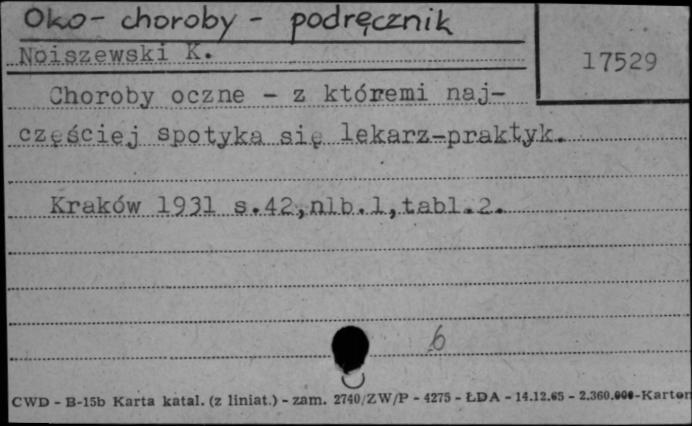 Oko - choroby - podręcznik
Noiszewski K.
17529
Choroby oczne - z któremi naj-
częściej spotyka się lekarz-praktyk.
Kraków 1931 s.42,nlb.1,tabl.2.
6
CWD - B-15b Karta katal. (z liniat.) - zam. 2740/ZW/P - 4275 - ŁDA - 14.12.65 - 2.360.000-Karton